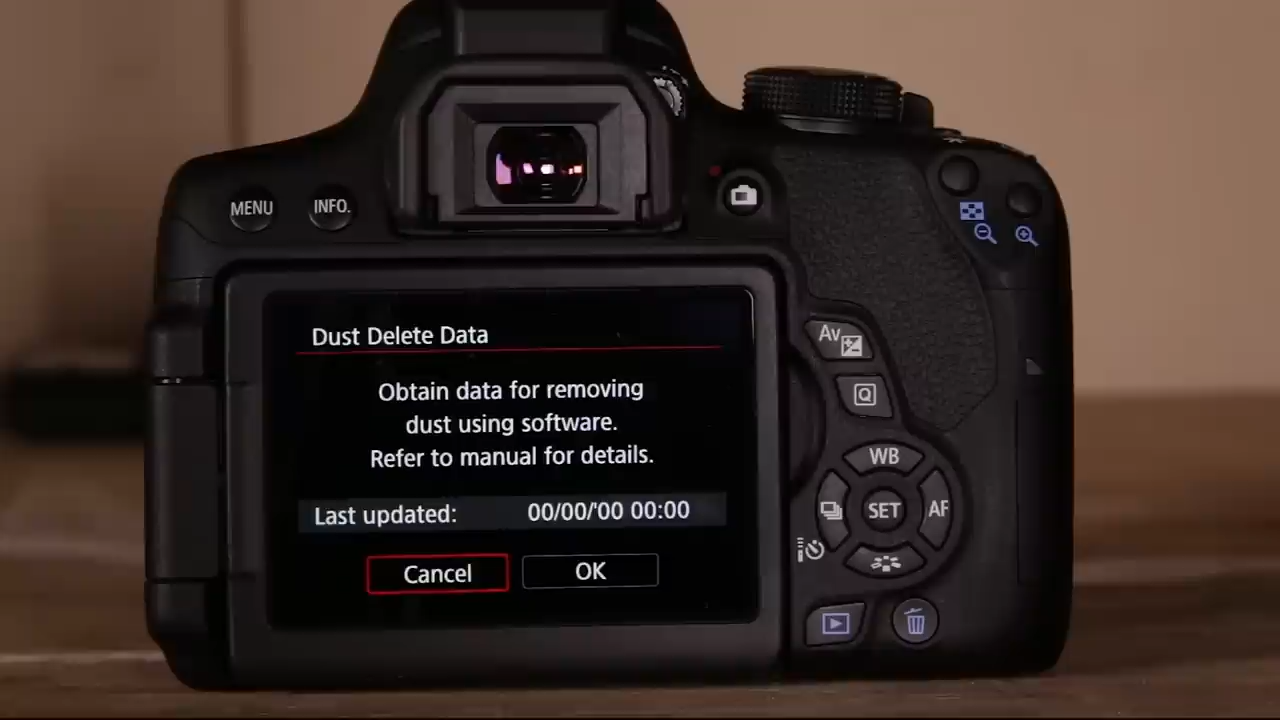 MENU
INFO.
Dust Delete Data
Obtain data for removing
dust using software.
Refer to manual for details.
Last updated: 00/00/'00 00:00
Cancel OK
Av
Q
WB
SET
AF